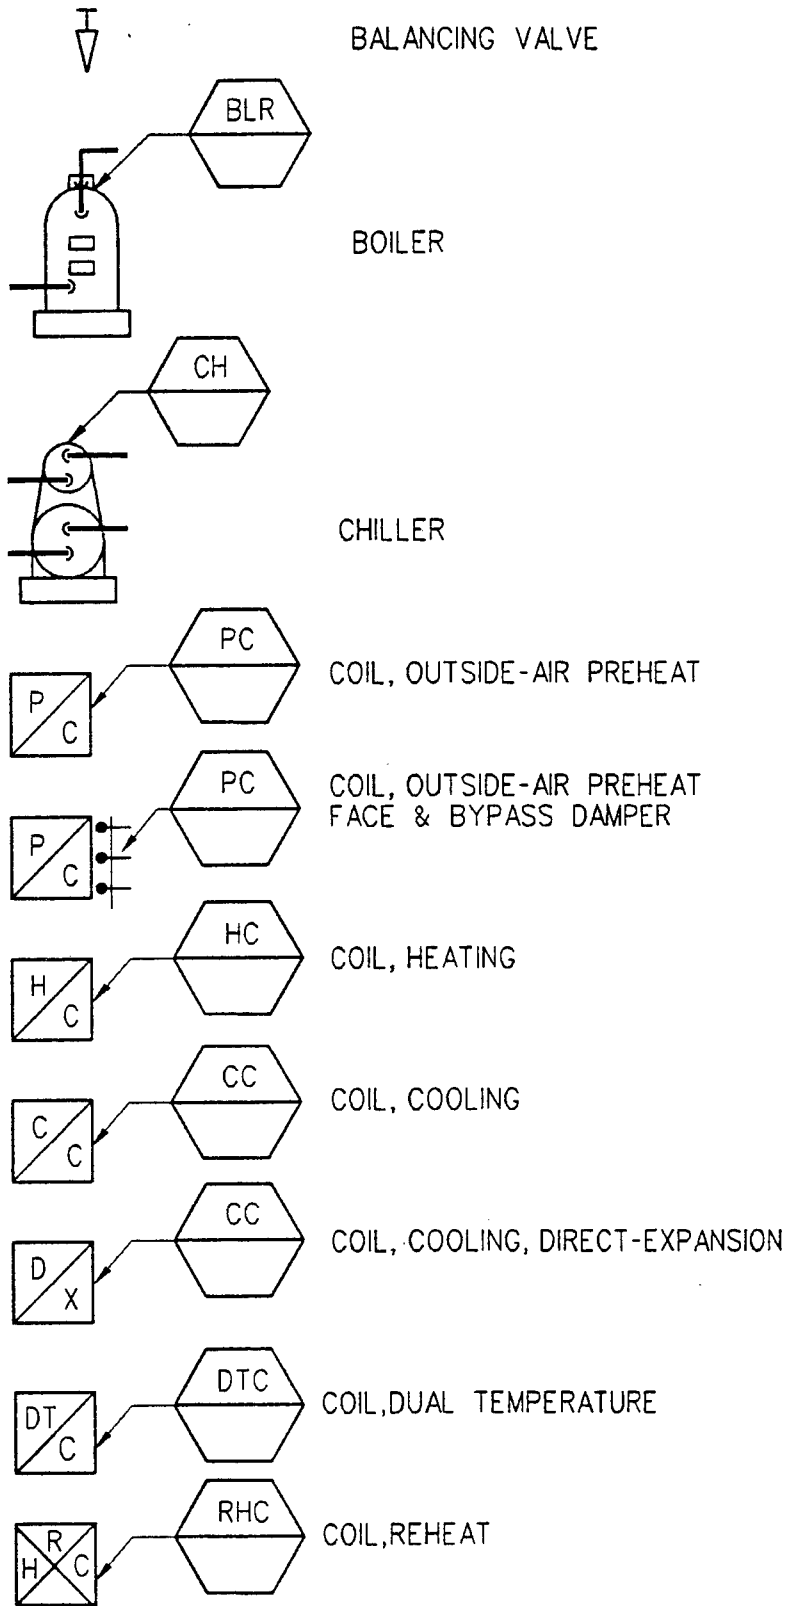 BALANCING VALVE
BLR
BOILER
CH
CHILLER
PC
COIL, OUTSIDE-AIR PREHEAT
P
C
PC
COIL, OUTSIDE-AIR PREHEAT
FACE & BYPASS DAMPER
P
C
HC
COIL, HEATING
H
C
CC
COIL, COOLING
C
C
CC
COIL, COOLING, DIRECT-EXPANSION
D
X
DTC
COIL,DUAL TEMPERATURE
DT
C
RHC
COIL,REHEAT
R
H C